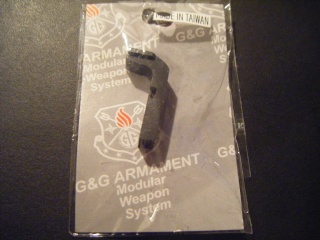 MADE IN TAIWAN
G&G
G&G ARMAMENT
Modular
Weapon
System
G&G
G&G ARMAMENT
Modular
Weapon
System